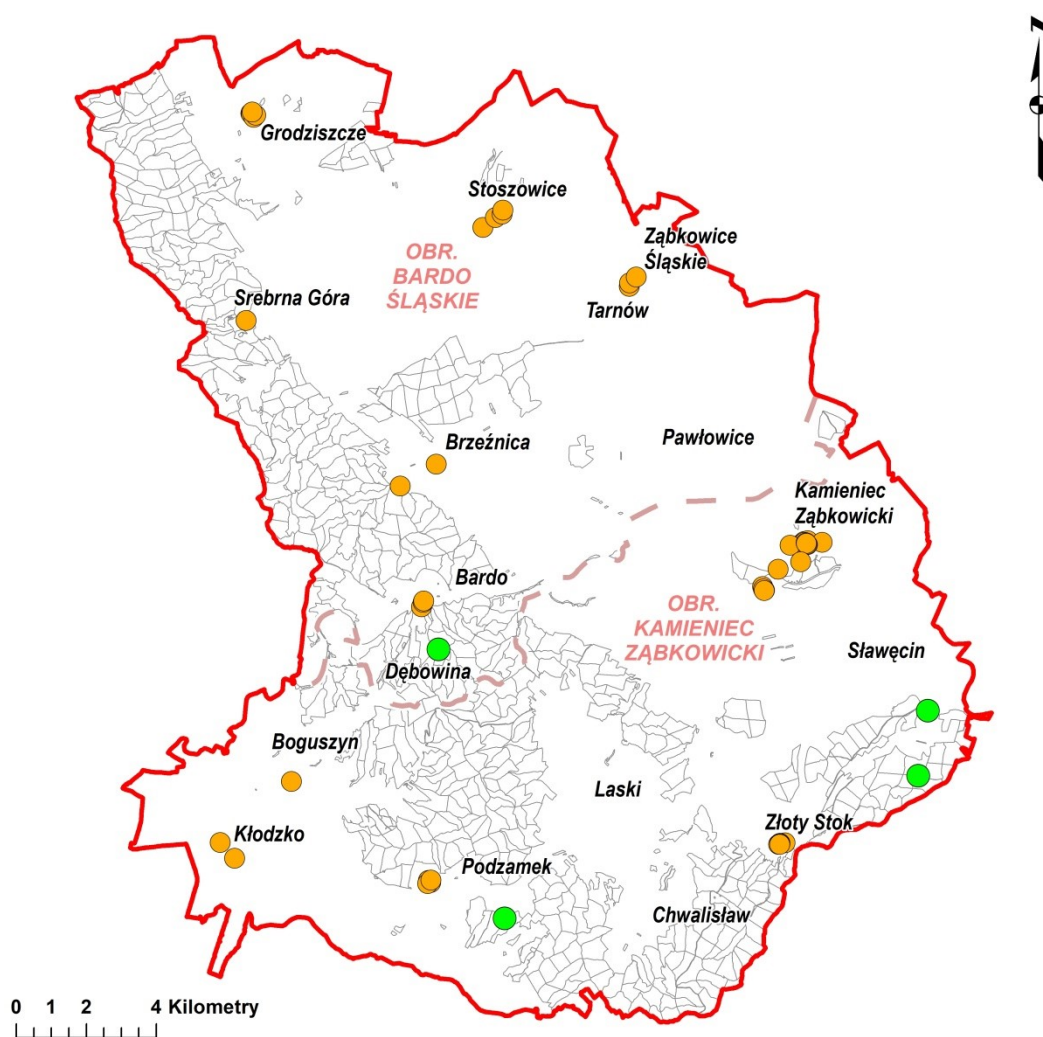 N
Grodziszcze
Stoszowice
Ząbkowice
Śląskie
OBR.
BARDO
ŚLĄSKIE
Srebrna Góra
Tarnów
Brzeźnica
Pawłowice
Kamieniec
Ząbkowicki
Bardo
OBR.
KAMIENIEC
ZĄBKOWICKI
Sławęcin
Dębowina
Boguszyn
Laski
Złoty Stok
Kłodzko
Podzamek
Chwalisław
0 1 2 4 Kilometry